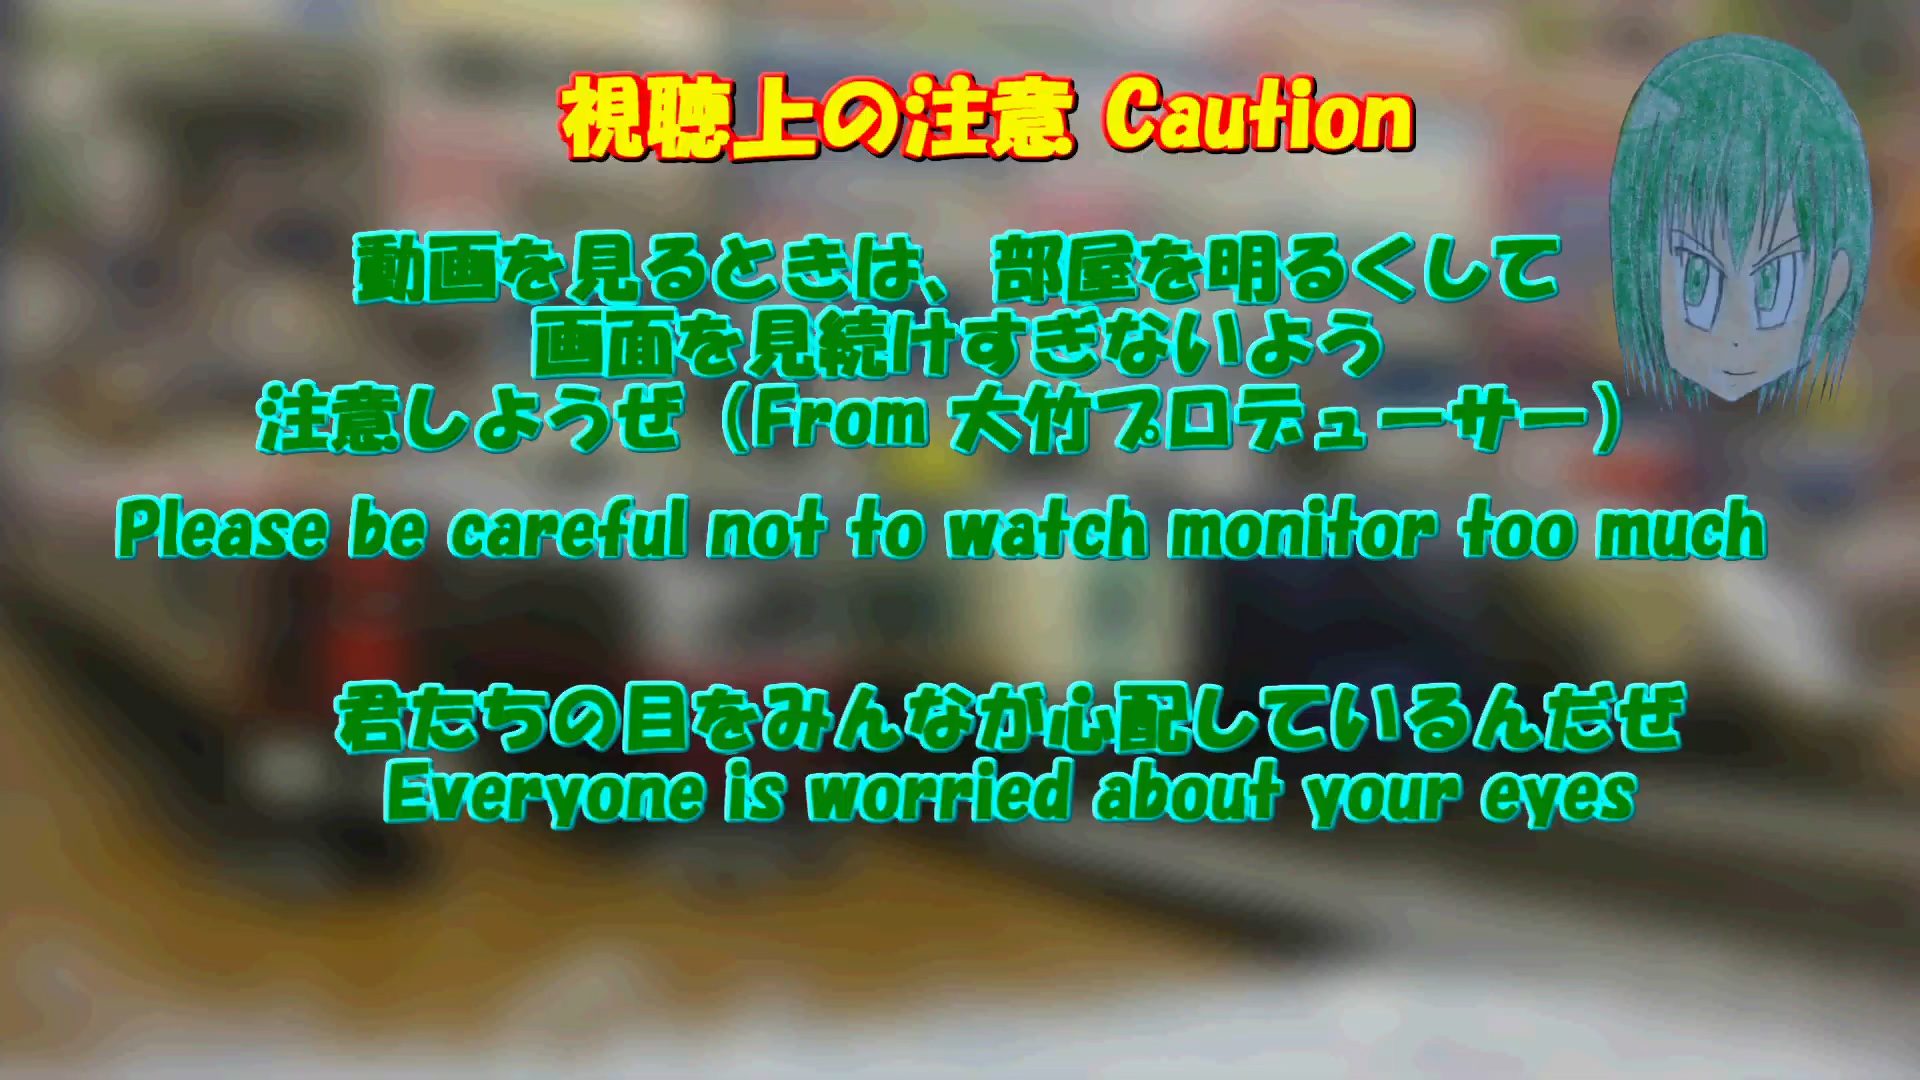 視聴上の注意 Caution
動画を見るときは、部屋を明るくして
画面を見続けすぎないよう
注意しようぜ（From 大竹プロデューサー）
Please be careful not to watch monitor too much
君たちの目をみんなが心配しているんだぜ
Everyone is worried about your eyes